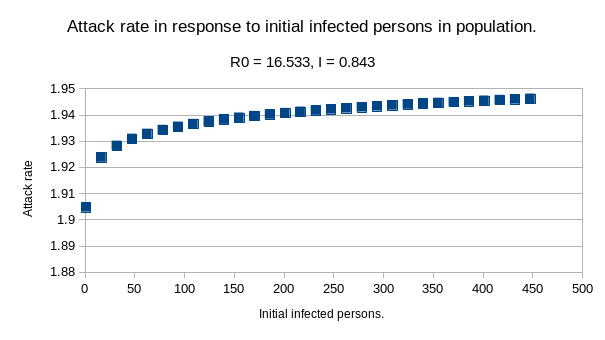 Attack rate in response to initial infected persons in population.
R0 = 16.533, I = 0.843
1.95
1.94
1.93
1.92
1.91
1.9
1.89
1.88
Attack rate
0 50 100 150 200 250 300 350 400 450 500
Initial infected persons.